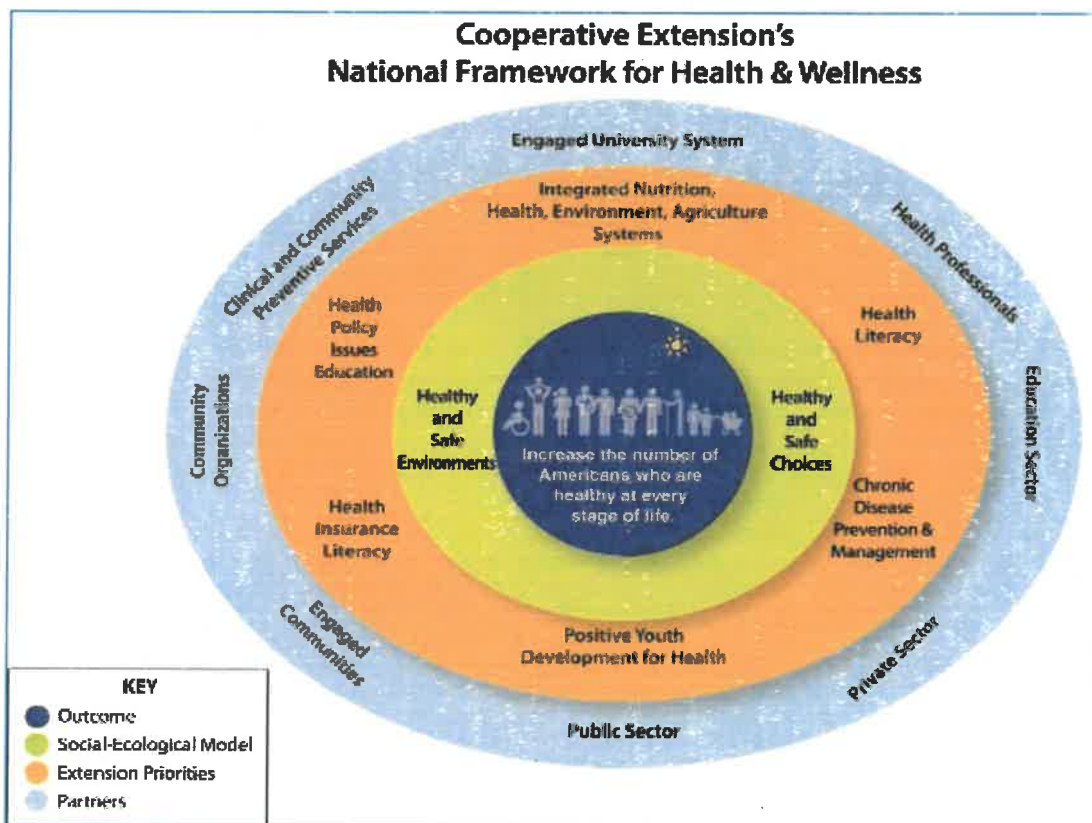 Cooperative Extension's
National Framework for Health & Wellness
Engaged University System
Clinical and Community
Preventive Services
Health Professionals
Integrated Nutrition,
Health, Environment, Agriculture
Systems
Health
Policy
Issues
Education
Health
Literacy
Community
Organizations
Education Sector
Healthy
and
Safe
Environments
Increase the number of
Americans who are
healthy at every
stage of life.
Healthy
and
Safe
Choices
Health
Insurance
Literacy
Chronic
Disease
Prevention &
Management
Engaged
Communities
Positive Youth
Development for Health
Private Sector
Public Sector
KEY
Outcome
Social-Ecological Model
Extension Priorities
Partners